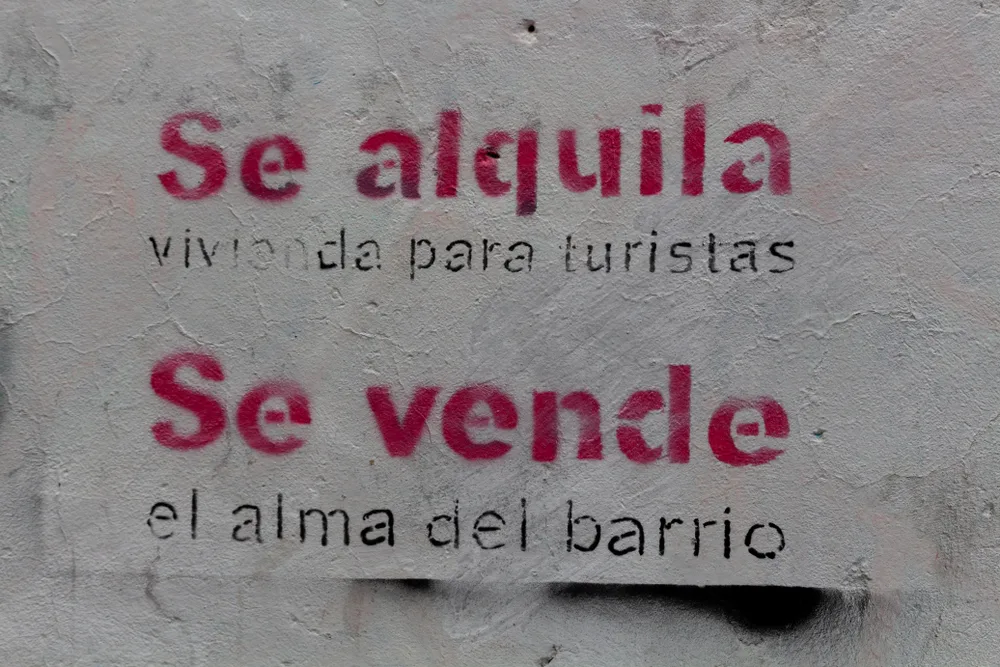 Se alquila
vivienda para turistas
Se vende
el alma del barrio